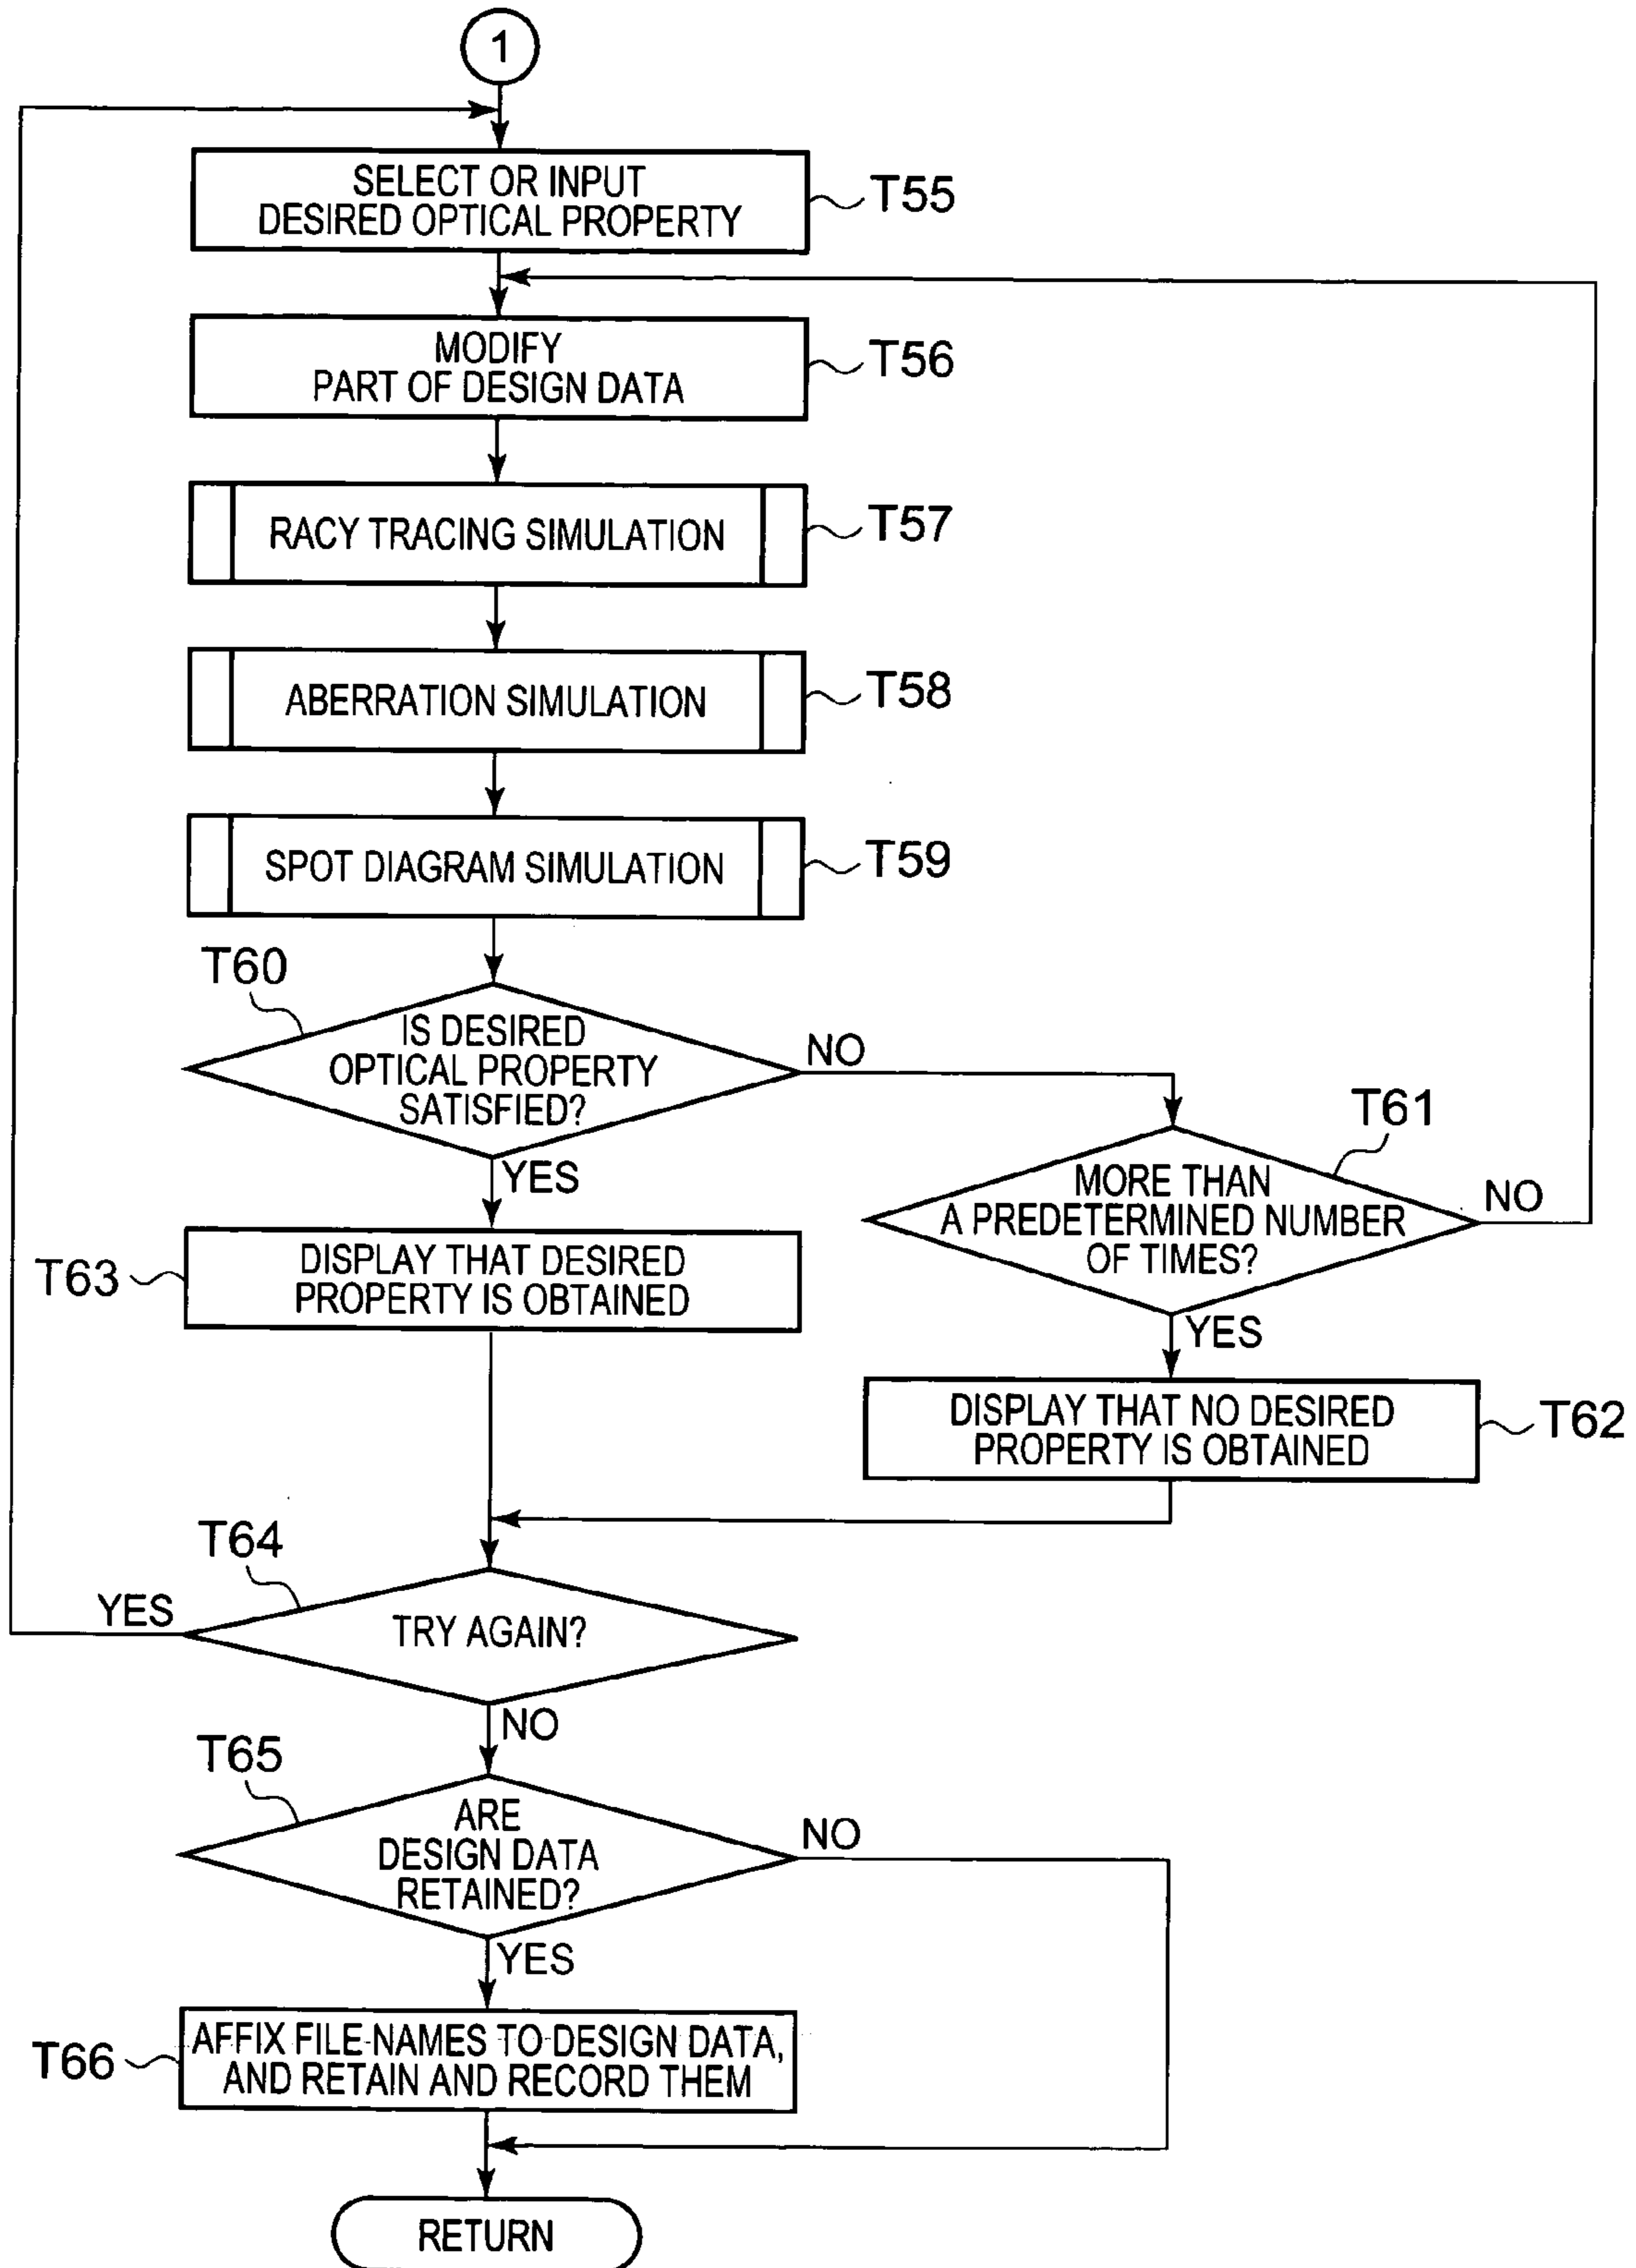 1
SELECT OR INPUT
DESIRED OPTICAL PROPERTY
T55
MODIFY
PART OF DESIGN DATA
T56
RACY TRACING SIMULATION
T57
ABERRATION SIMULATION
T58
SPOT DIAGRAM SIMULATION
T59
T60
IS DESIRED
OPTICAL PROPERTY
SATISFIED?
NO
YES
T61
MORE THAN
A PREDETERMINED NUMBER
OF TIMES?
NO
YES
T63
DISPLAY THAT DESIRED
PROPERTY IS OBTAINED
DISPLAY THAT NO DESIRED
PROPERTY IS OBTAINED
T62
T64
YES
TRY AGAIN?
NO
T65
ARE
DESIGN DATA
RETAINED?
NO
YES
T66
AFFIX FILE NAMES TO DESIGN DATA,
AND RETAIN AND RECORD THEM
RETURN